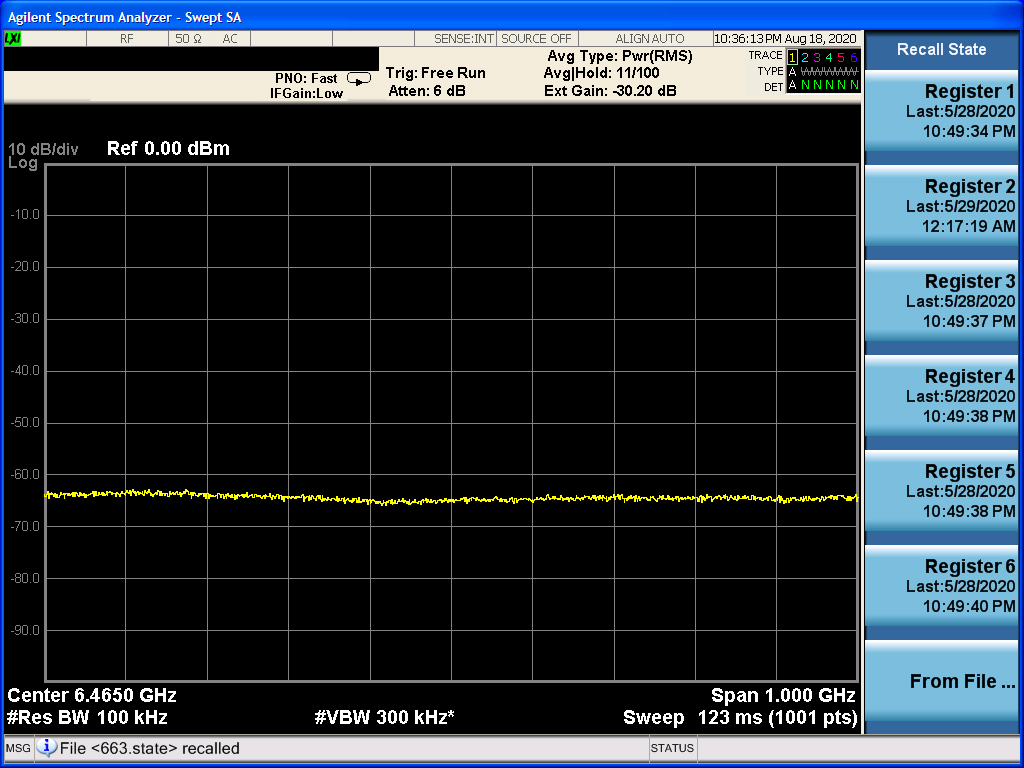 Agilent Spectrum Analyzer - Swept SA
LXI RF 50 Ω AC SENSE:INT SOURCE OFF ALIGN AUTO 10:36:13 PM Aug 18, 2020
PNO: Fast
IFGain:Low
Trig: Free Run
Atten: 6 dB
Avg Type: Pwr(RMS)
Avg|Hold: 11/100
Ext Gain: -30.20 dB
TRACE 1 2 3 4 5 6
TYPE A WWWWW
DET A N N N N N
10 dB/div
Log
Ref 0.00 dBm
-10.0
-20.0
-30.0
-40.0
-50.0
-60.0
-70.0
-80.0
-90.0
Center 6.4650 GHz
Span 1.000 GHz
#Res BW 100 kHz
#VBW 300 kHz*
Sweep 123 ms (1001 pts)
Recall State
Register 1
Last:5/28/2020
10:49:34 PM
Register 2
Last:5/29/2020
12:17:19 AM
Register 3
Last:5/28/2020
10:49:37 PM
Register 4
Last:5/28/2020
10:49:38 PM
Register 5
Last:5/28/2020
10:49:38 PM
Register 6
Last:5/28/2020
10:49:40 PM
From File ...
MSG File <663.state> recalled STATUS